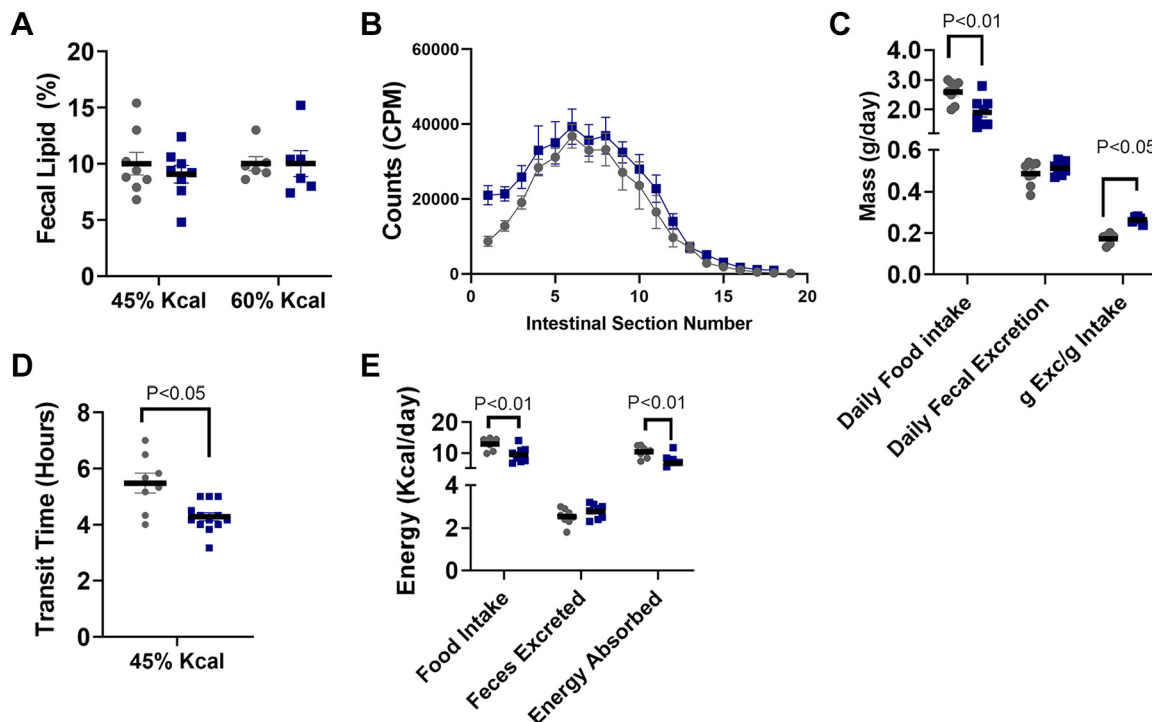 A
Fecal Lipid (%)
20
15
10
5
0
45% Kcal
60% Kcal
B
Counts (CPM)
60000
40000
20000
0
0
5
10
15
20
Intestinal Section Number
C
P<0.01
Mass (g/day)
4.0
3.0
2.0
0.6
0.4
0.2
0.0
P<0.05
Daily Food intake
Daily Fecal Excretion
g Exc/g Intake
D
P<0.05
Transit Time (Hours)
8
6
4
2
0
45% Kcal
E
P<0.01
P<0.01
Energy (Kcal/day)
20
10
4
2
0
Food Intake
Feces Excreted
Energy Absorbed